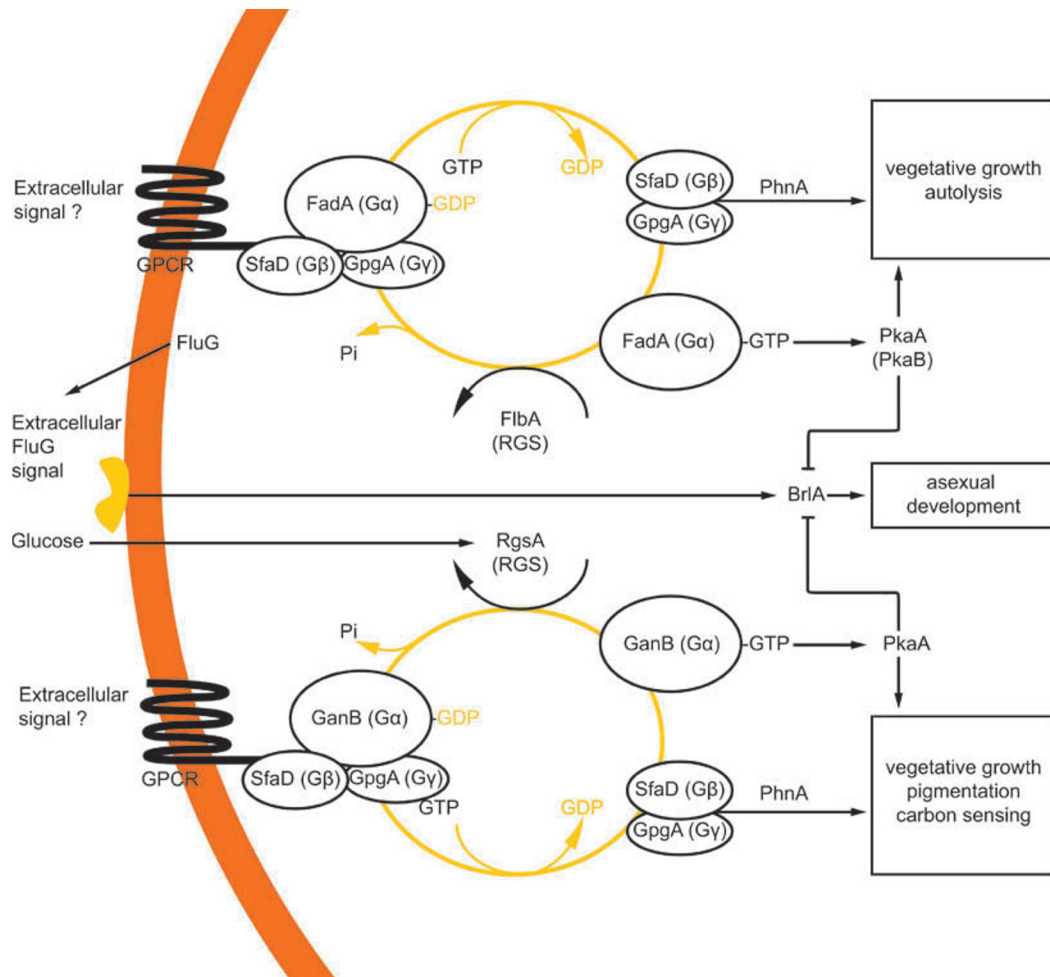 Extracellular
signal ?
GPCR
FadA (Gα)
-GDP
SfaD (Gβ)
GpgA (Gγ)
GTP
GDP
SfaD (Gβ)
GpgA (Gγ)
PhnA
vegetative growth
autolysis
FadA (Gα)
-GTP
PkaA
(PkaB)
Pi
FlbA
(RGS)
FluG
Extracellular
FluG
signal
BrlA
asexual
development
Glucose
RgsA
(RGS)
Pi
GanB (Gα)
-GTP
PkaA
Extracellular
signal ?
GPCR
GanB (Gα)
-GDP
SfaD (Gβ)
GpgA (Gγ)
GTP
GDP
SfaD (Gβ)
GpgA (Gγ)
PhnA
vegetative growth
pigmentation
carbon sensing